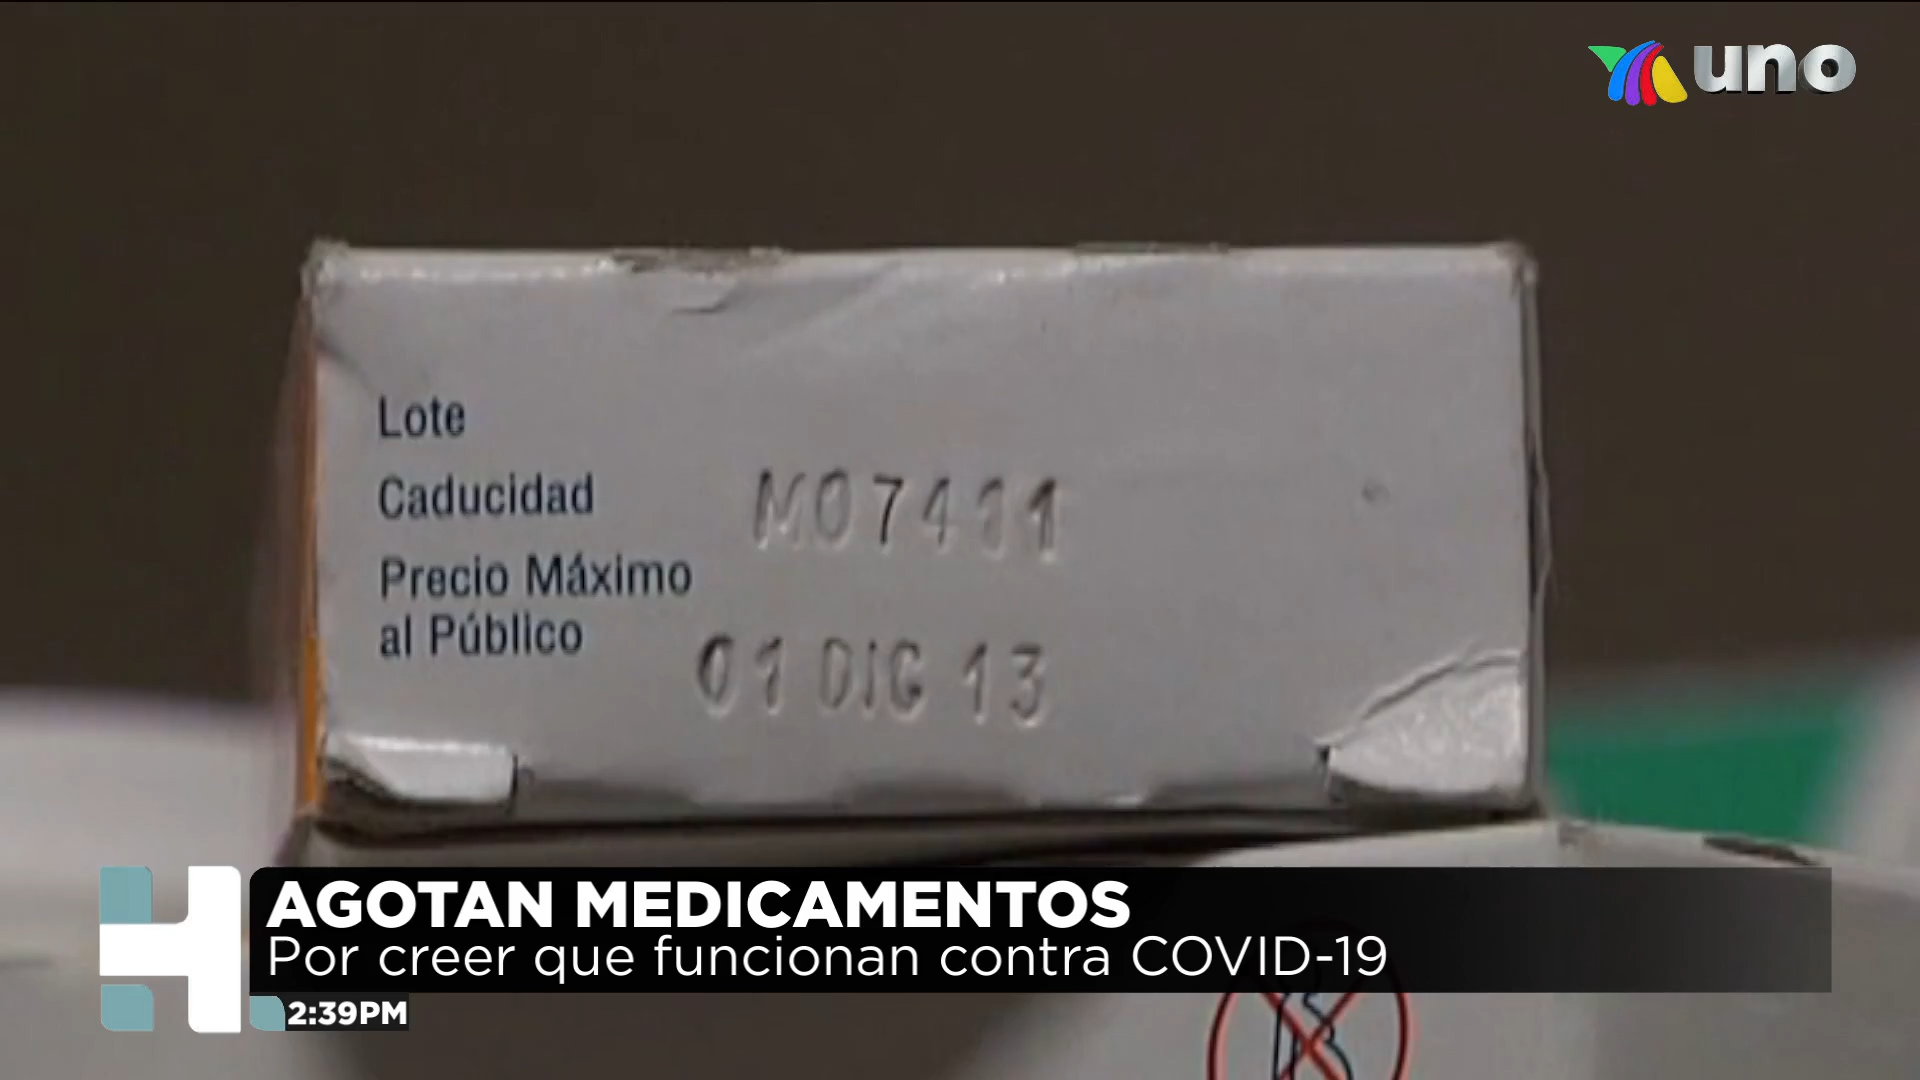 uno
Lote
Caducidad
M07411
Precio Máximo
al Público
01 DIC 13
AGOTAN MEDICAMENTOS
Por creer que funcionan contra COVID-19
2:39PM